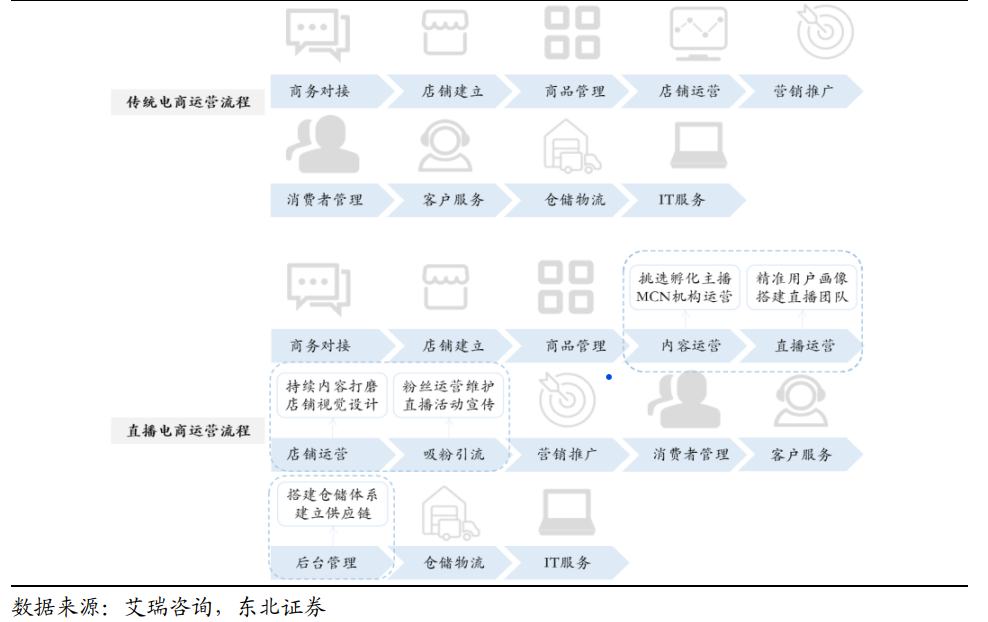 传统电商运营流程
商务对接
店铺建立
商品管理
店铺运营
营销推广
消费者管理
客户服务
仓储物流
IT服务
直播电商运营流程
商务对接
店铺建立
商品管理
挑选孵化主播
MCN机构运营
内容运营
精准用户画像
搭建直播团队
直播运营
持续内容打磨
店铺视觉设计
店铺运营
粉丝运营维护
直播活动宣传
吸粉引流
营销推广
消费者管理
客户服务
搭建仓储体系
建立供应链
后台管理
仓储物流
IT服务
数据来源：艾瑞咨询，东北证券